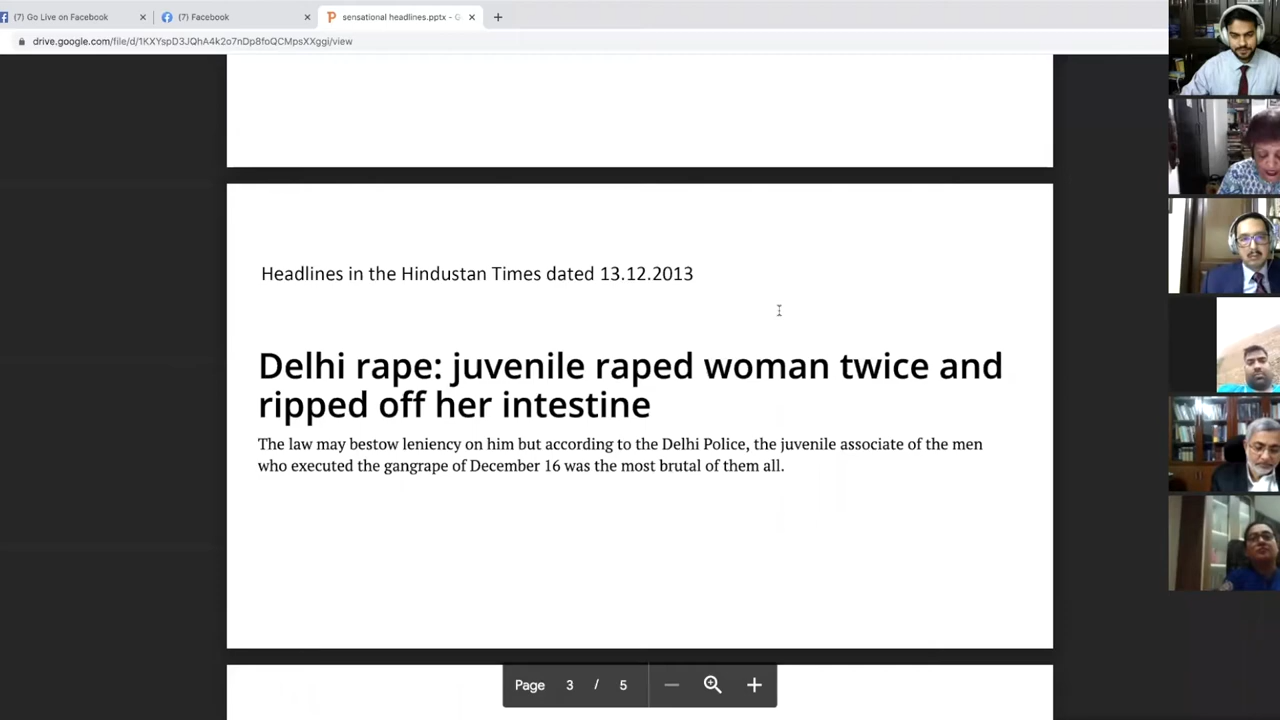 (7) Go Live on Facebook
(7) Facebook
sensational headlines.pptx - G
drive.google.com/file/d/1KXYspD3JQhA4k2o7nDp8foQCMpsXXggi/view
Headlines in the Hindustan Times dated 13.12.2013
Delhi rape: juvenile raped woman twice and
ripped off her intestine
The law may bestow leniency on him but according to the Delhi Police, the juvenile associate of the men
who executed the gangrape of December 16 was the most brutal of them all.
Page 3 / 5